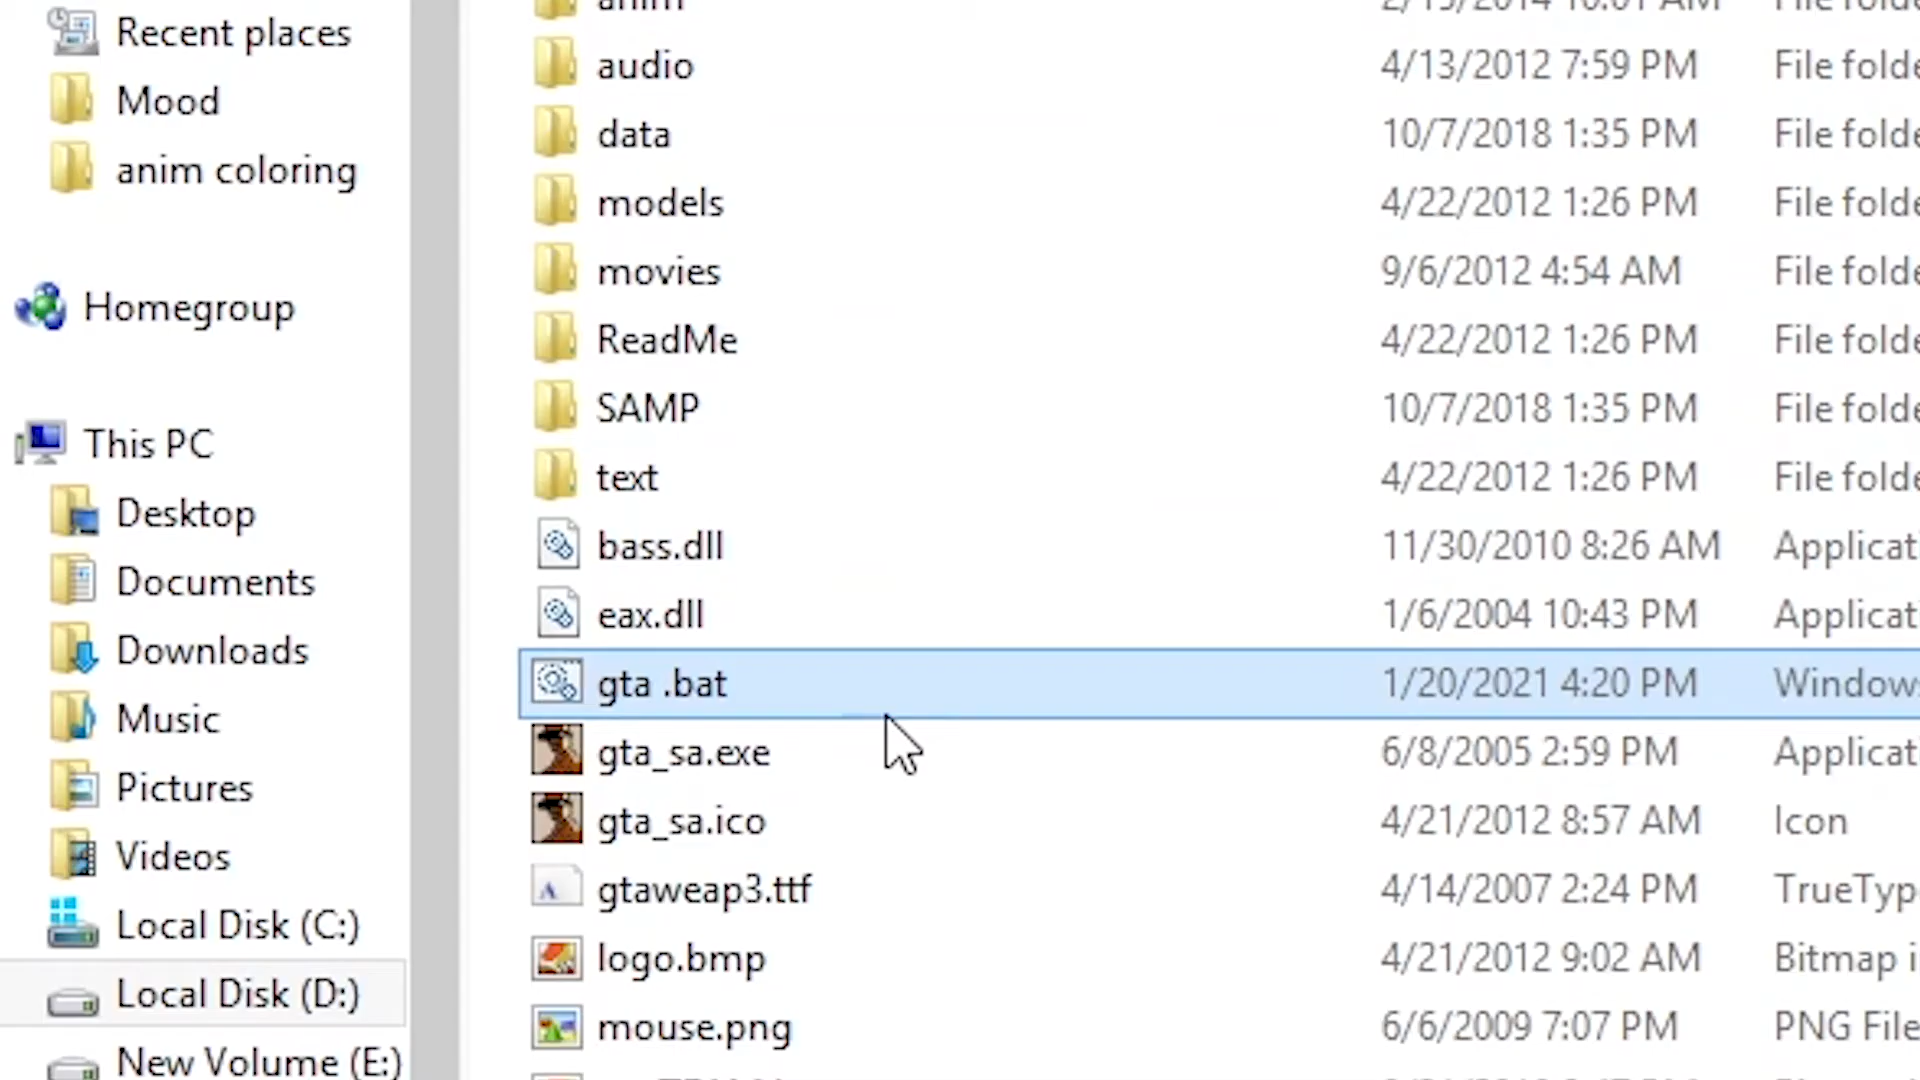 Recent places
Mood
anim coloring
Homegroup
This PC
Desktop
Documents
Downloads
Music
Pictures
Videos
Local Disk (C:)
Local Disk (D:)
New Volume (E:)
anim 2/15/2014 10:01 AM File folde
audio 4/13/2012 7:59 PM File folde
data 10/7/2018 1:35 PM File folde
models 4/22/2012 1:26 PM File folde
movies 9/6/2012 4:54 AM File folde
ReadMe 4/22/2012 1:26 PM File folde
SAMP 10/7/2018 1:35 PM File folde
text 4/22/2012 1:26 PM File folde
bass.dll 11/30/2010 8:26 AM Applicati
eax.dll 1/6/2004 10:43 PM Applicati
gta .bat 1/20/2021 4:20 PM Windows
gta_sa.exe 6/8/2005 2:59 PM Applicati
gta_sa.ico 4/21/2012 8:57 AM Icon
gtaweap3.ttf 4/14/2007 2:24 PM TrueTyp
logo.bmp 4/21/2012 9:02 AM Bitmap i
mouse.png 6/6/2009 7:07 PM PNG File